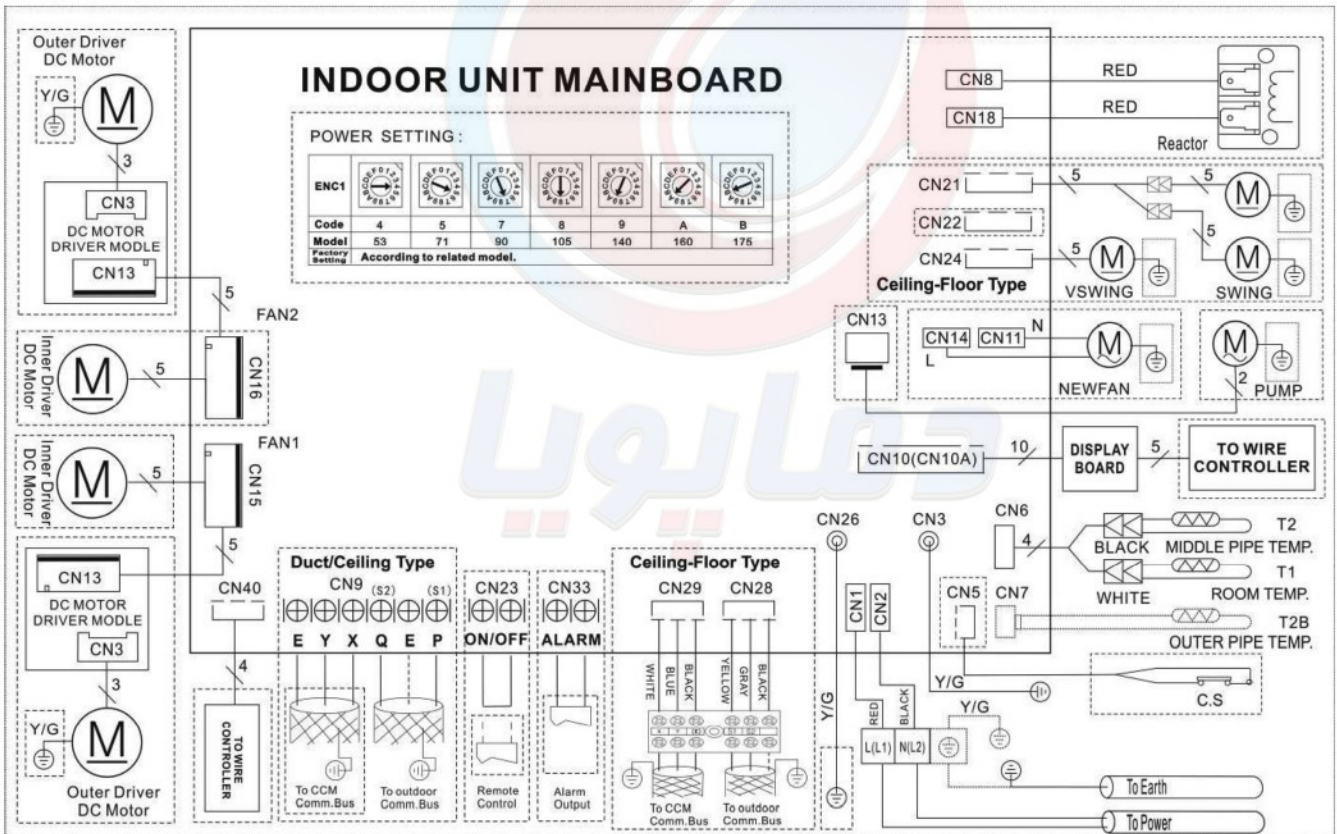 INDOOR UNIT MAINBOARD
POWER SETTING :
ENC1
Code 4 5 7 8 9 A B
Model 53 71 90 105 140 160 175
Factory Setting According to related model.
Outer Driver
DC Motor
Y/G
M
3
CN3
DC MOTOR
DRIVER MODLE
CN13
5
FAN2
Inner Driver
DC Motor
M
5
CN16
FAN1
Inner Driver
DC Motor
M
5
CN15
5
CN13
DC MOTOR
DRIVER MODLE
CN3
3
Y/G
M
Outer Driver
DC Motor
CN40
4
TO WIRE
CONTROLLER
Duct/Ceiling Type
CN9 (S2) (S1)
E Y X Q E P
To CCM
Comm.Bus
To outdoor
Comm.Bus
CN23
ON/OFF
Remote
Control
CN33
ALARM
Alarm
Output
Ceiling-Floor Type
CN29 CN28
WHITE
BLUE
BLACK
YELLOW
GRAY
BLACK
X Y (E) S1 S2
To CCM
Comm.Bus
To outdoor
Comm.Bus
CN26
Y/G
CN1
CN2
RED
BLACK
L(L1) N(L2)
CN3
Y/G
Y/G
To Earth
To Power
CN8 RED
CN18 RED
Reactor
CN21 5 5
M
CN22
5
CN24 5
M M
Ceiling-Floor Type VSWING SWING
CN13
CN14 CN11 N
L
M
NEWFAN
M
2
PUMP
CN10(CN10A) 10
DISPLAY
BOARD
5
TO WIRE
CONTROLLER
CN6
4
T2
BLACK MIDDLE PIPE TEMP.
T1
WHITE ROOM TEMP.
CN5 CN7
T2B
OUTER PIPE TEMP.
C.S
دمایویا